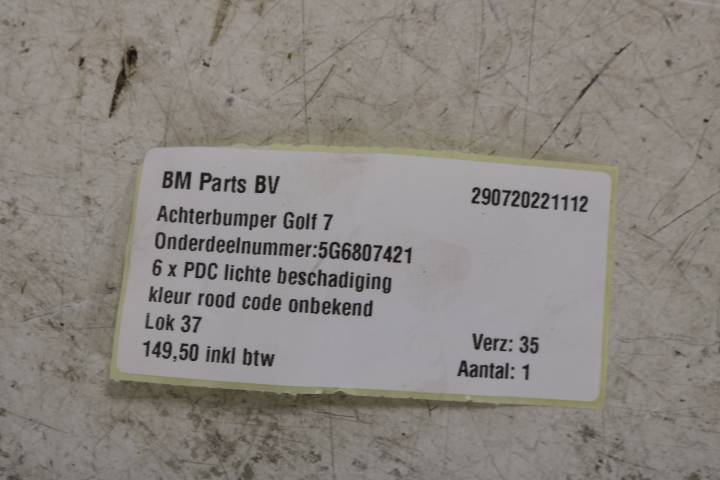 BM Parts BV
290720221112
Achterbumper Golf 7
Onderdeelnummer:5G6807421
6 x PDC lichte beschadiging
kleur rood code onbekend
Lok 37
Verz: 35
149,50 inkl btw
Aantal: 1